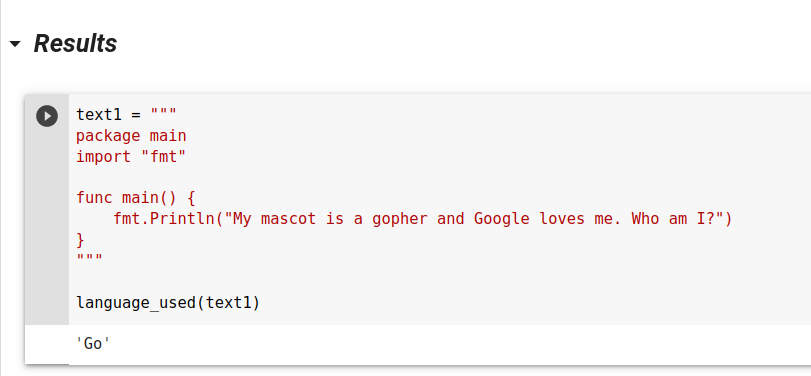 Results
text1 = """
package main
import "fmt"
func main() {
    fmt.Println("My mascot is a gopher and Google loves me. Who am I?")
}
"""
language_used(text1)
'Go'